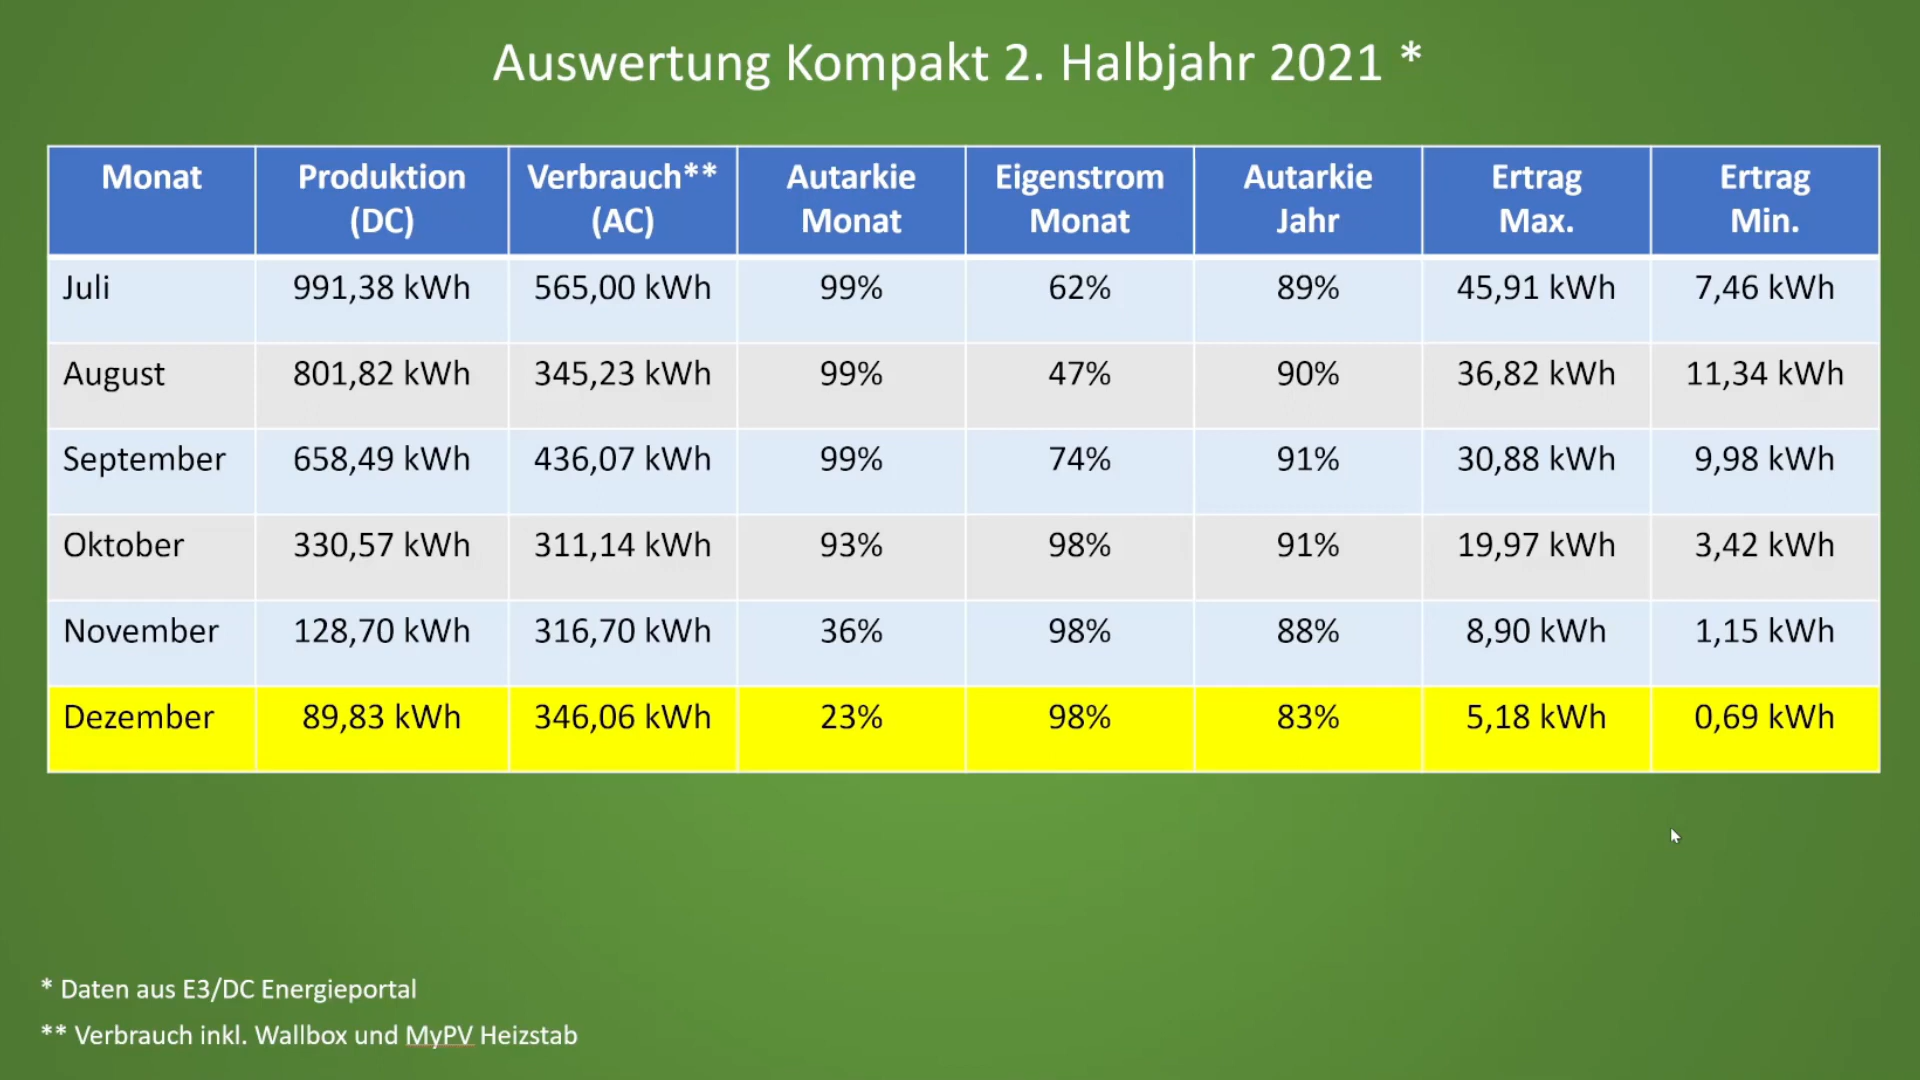 Auswertung Kompakt 2. Halbjahr 2021 *
Monat Produktion (DC) Verbrauch** (AC) Autarkie Monat Eigenstrom Monat Autarkie Jahr Ertrag Max. Ertrag Min.
Juli 991,38 kWh 565,00 kWh 99% 62% 89% 45,91 kWh 7,46 kWh
August 801,82 kWh 345,23 kWh 99% 47% 90% 36,82 kWh 11,34 kWh
September 658,49 kWh 436,07 kWh 99% 74% 91% 30,88 kWh 9,98 kWh
Oktober 330,57 kWh 311,14 kWh 93% 98% 91% 19,97 kWh 3,42 kWh
November 128,70 kWh 316,70 kWh 36% 98% 88% 8,90 kWh 1,15 kWh
Dezember 89,83 kWh 346,06 kWh 23% 98% 83% 5,18 kWh 0,69 kWh
* Daten aus E3/DC Energieportal
** Verbrauch inkl. Wallbox und MyPV Heizstab